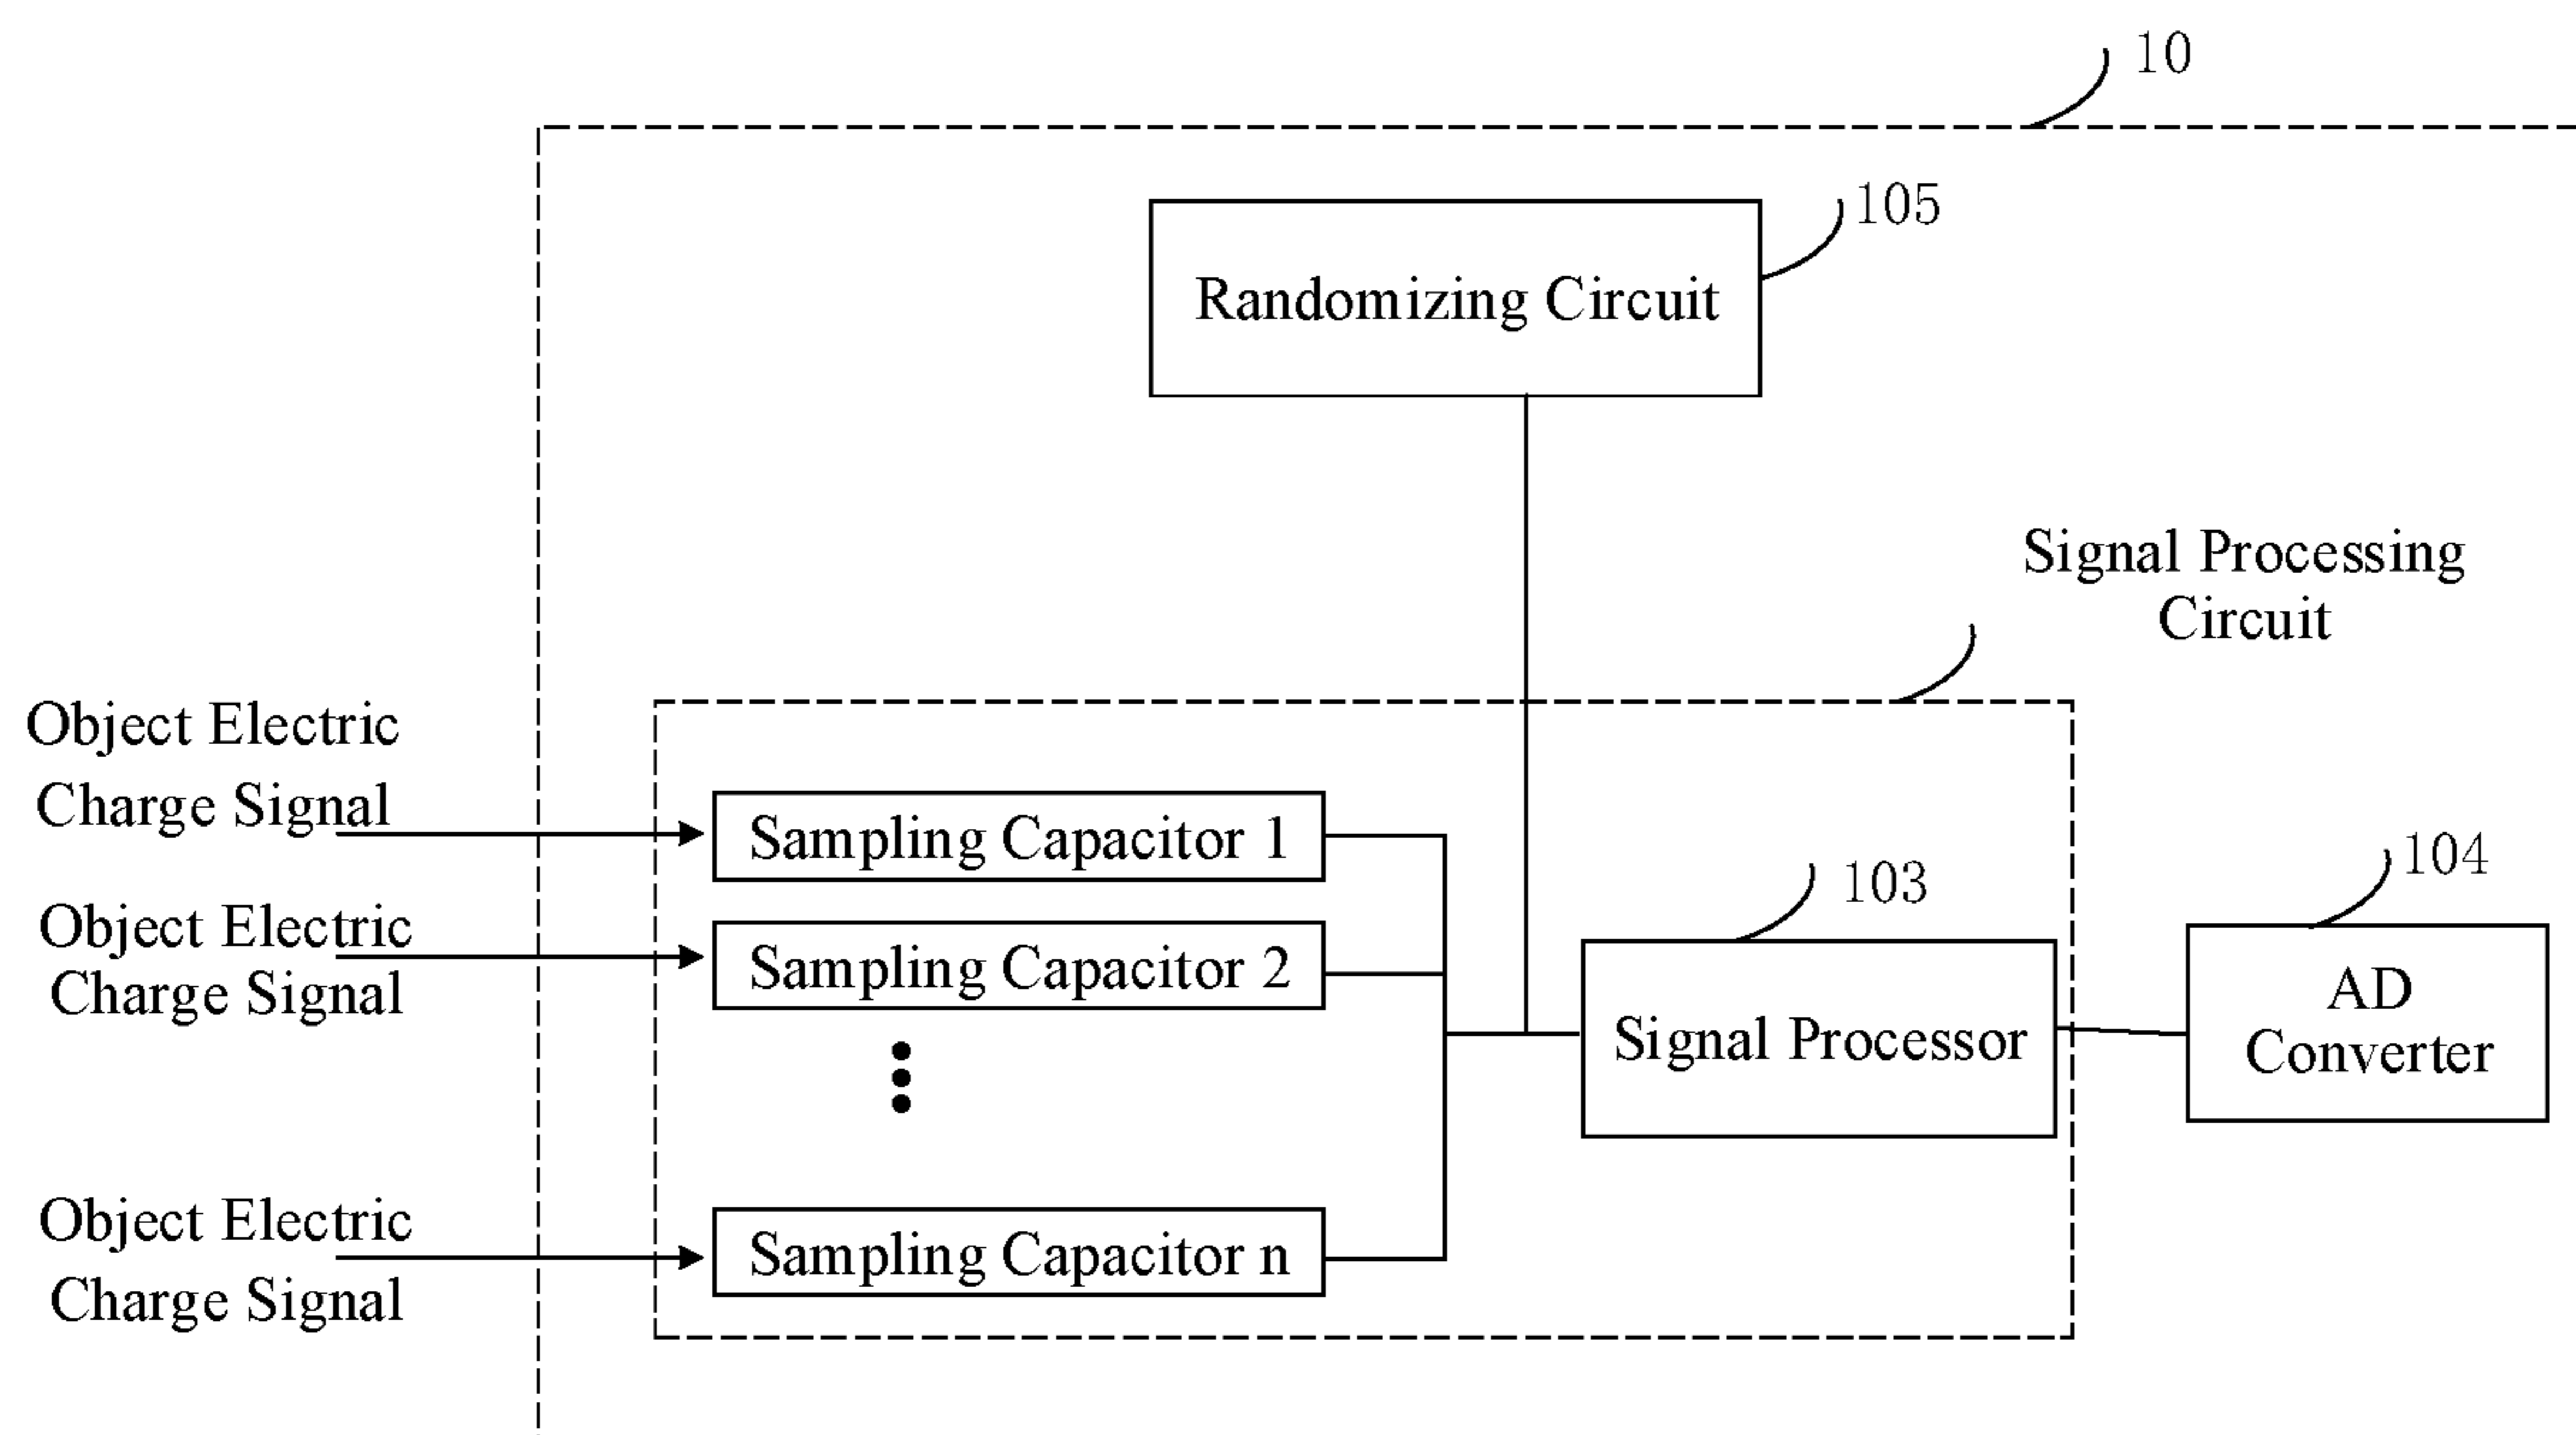 10
105
Randomizing Circuit
Signal Processing
Circuit
Object Electric
Charge Signal
Sampling Capacitor 1
103
104
Object Electric
Charge Signal
Sampling Capacitor 2
AD
Converter
Signal Processor
Object Electric
Charge Signal
Sampling Capacitor n